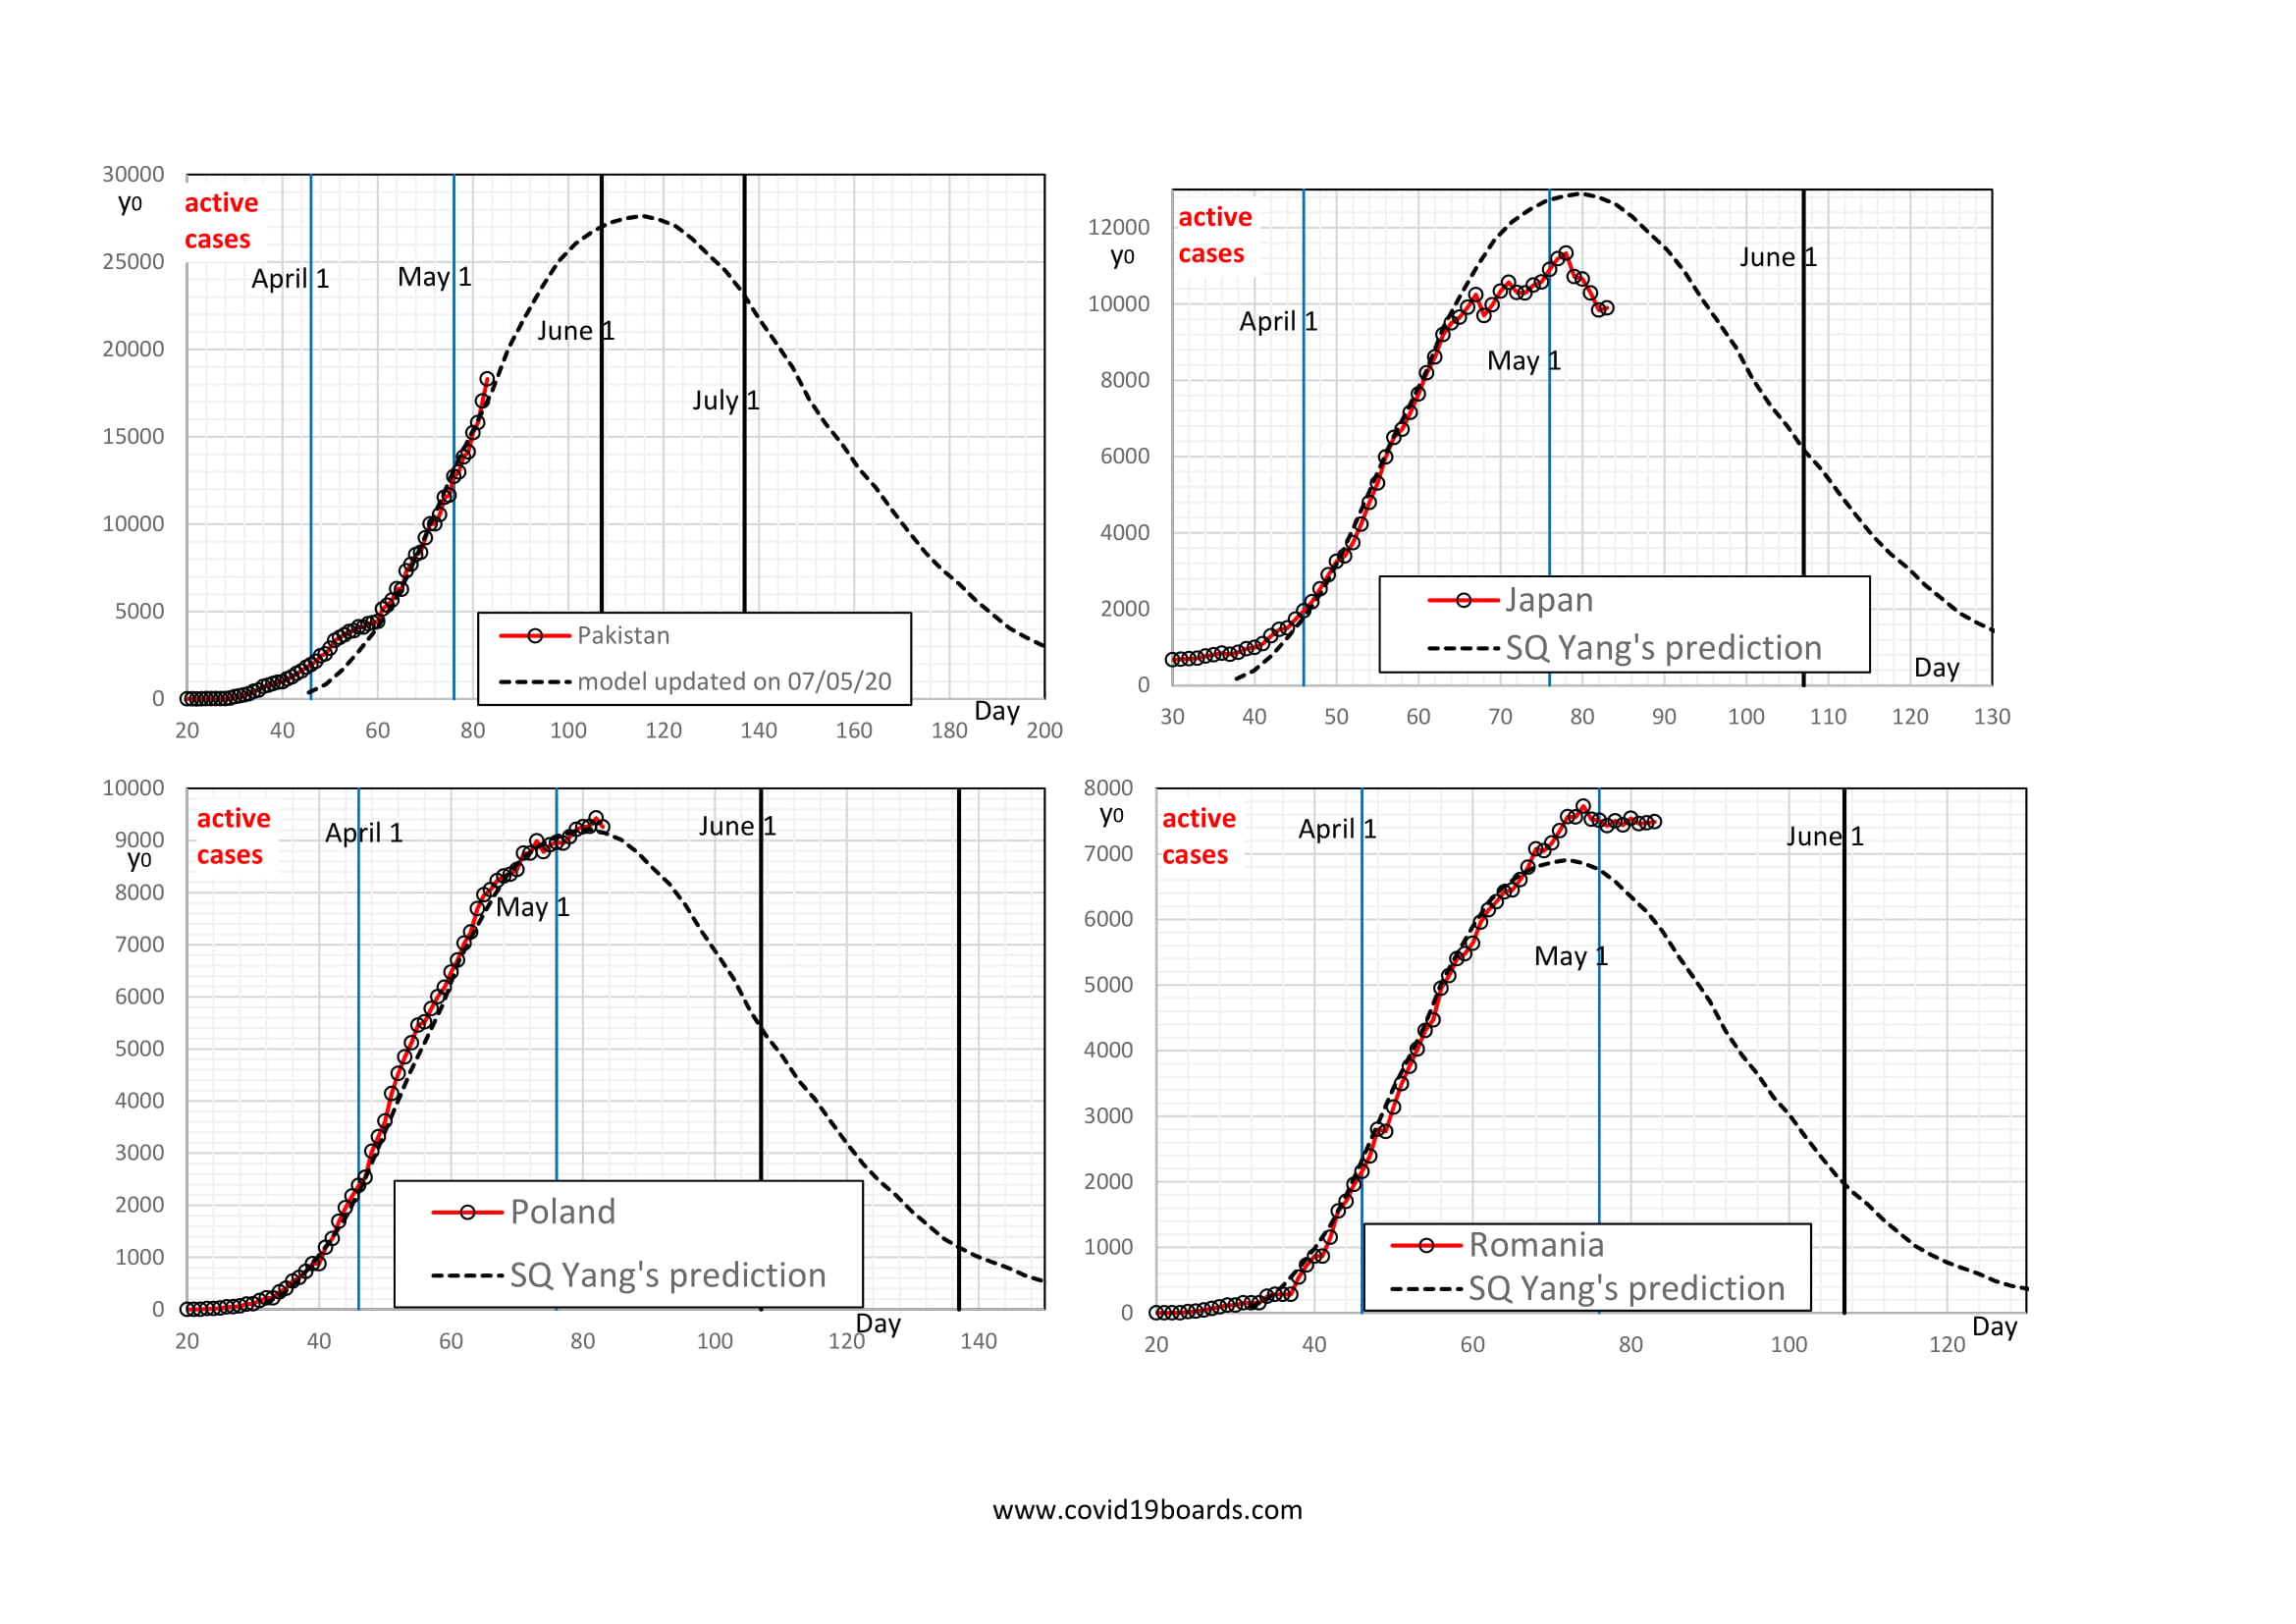 30000
y0
active
cases
25000
April 1
May 1
20000
June 1
July 1
15000
10000
5000
0
Pakistan
model updated on 07/05/20
Day
20 40 60 80 100 120 140 160 180 200
active
cases
12000
y0
June 1
10000
April 1
May 1
8000
6000
4000
2000
0
Japan
SQ Yang's prediction
Day
30 40 50 60 70 80 90 100 110 120 130
10000
active
cases
April 1
June 1
9000
y0
8000
May 1
7000
6000
5000
4000
3000
2000
1000
0
Poland
SQ Yang's prediction
Day
20 40 60 80 100 120 140
8000
y0
active
cases
April 1
June 1
7000
6000
May 1
5000
4000
3000
2000
1000
0
Romania
SQ Yang's prediction
Day
20 40 60 80 100 120
www.covid19boards.com